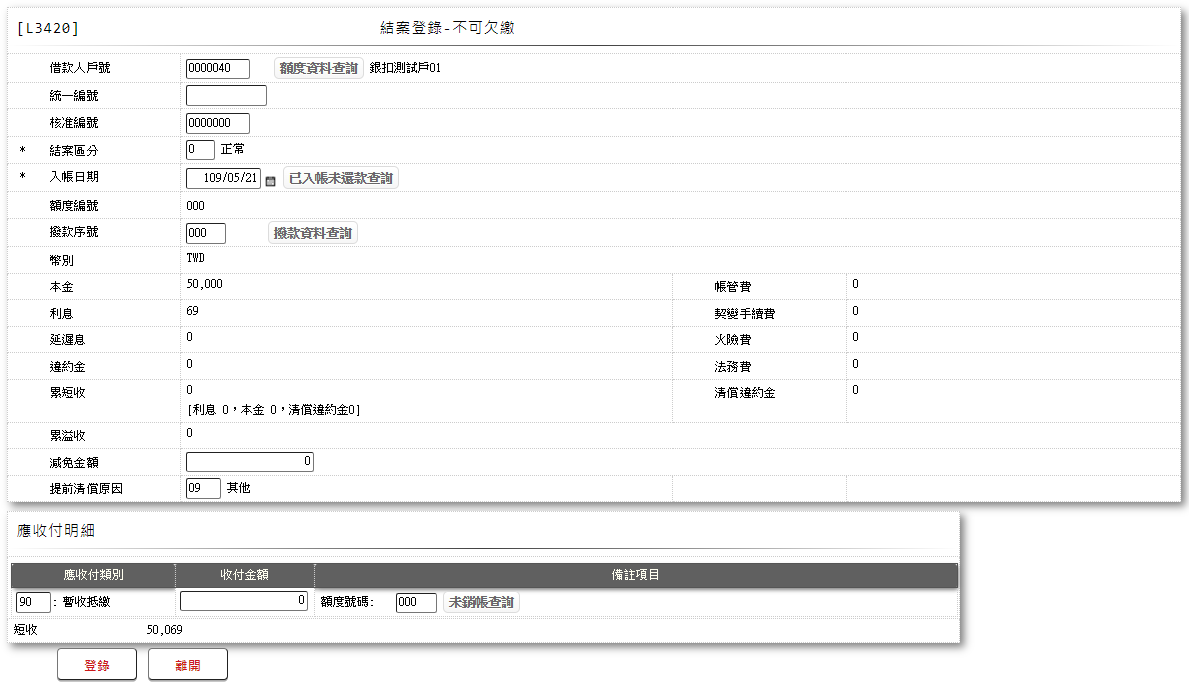 [L3420] 結案登錄-不可欠繳
借款人戶號 0000040 額度資料查詢 銀扣測試戶01
統一編號
核准編號 0000000
* 結案區分 0 正常
* 入帳日期 109/05/21 已入帳未還款查詢
額度編號 000
撥款序號 000 撥款資料查詢
幣別 TWD
本金 50,000 帳管費 0
利息 69 契變手續費 0
延遲息 0 火險費 0
違約金 0 法務費 0
累短收 0 清償違約金 0
[利息 0，本金 0，清償違約金0]
累溢收 0
減免金額 0
提前清償原因 09 其他
應收付明細
應收付類別 收付金額 備註項目
90 : 暫收抵繳 0 額度號碼: 000 未銷帳查詢
短收 50,069
登錄 離開